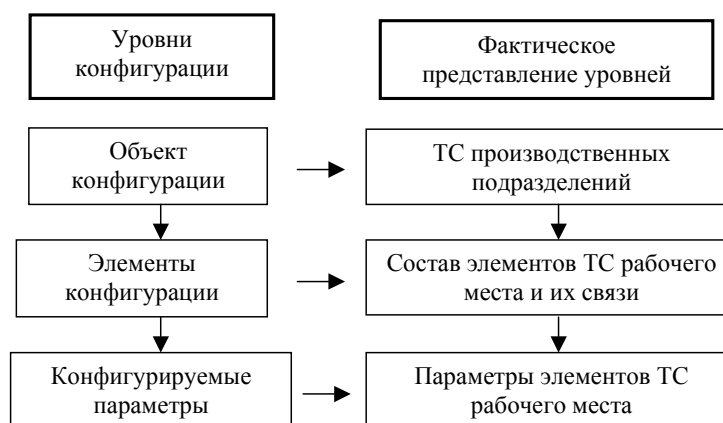 Уровни
конфигурации
Фактическое
представление уровней
Объект
конфигурации
ТС производственных
подразделений
Элементы
конфигурации
Состав элементов ТС рабочего
места и их связи
Конфигурируемые
параметры
Параметры элементов ТС
рабочего места